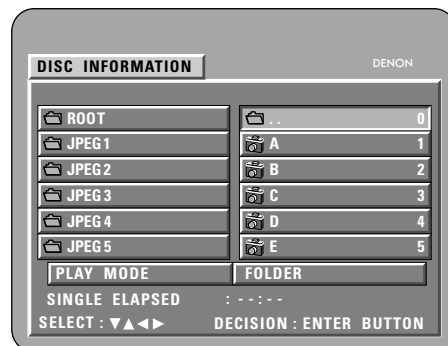 DISC INFORMATION DENON
ROOT .. 0
JPEG1 A 1
JPEG2 B 2
JPEG3 C 3
JPEG4 D 4
JPEG5 E 5
PLAY MODE FOLDER
SINGLE ELAPSED : --:--
SELECT : ▼▲◀▶ DECISION : ENTER BUTTON